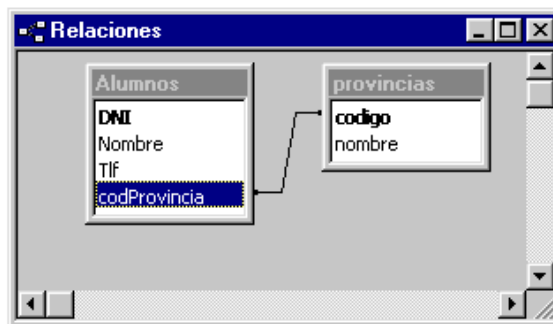 Relaciones
Alumnos
DNI
Nombre
Tlf
codProvincia
provincias
codigo
nombre